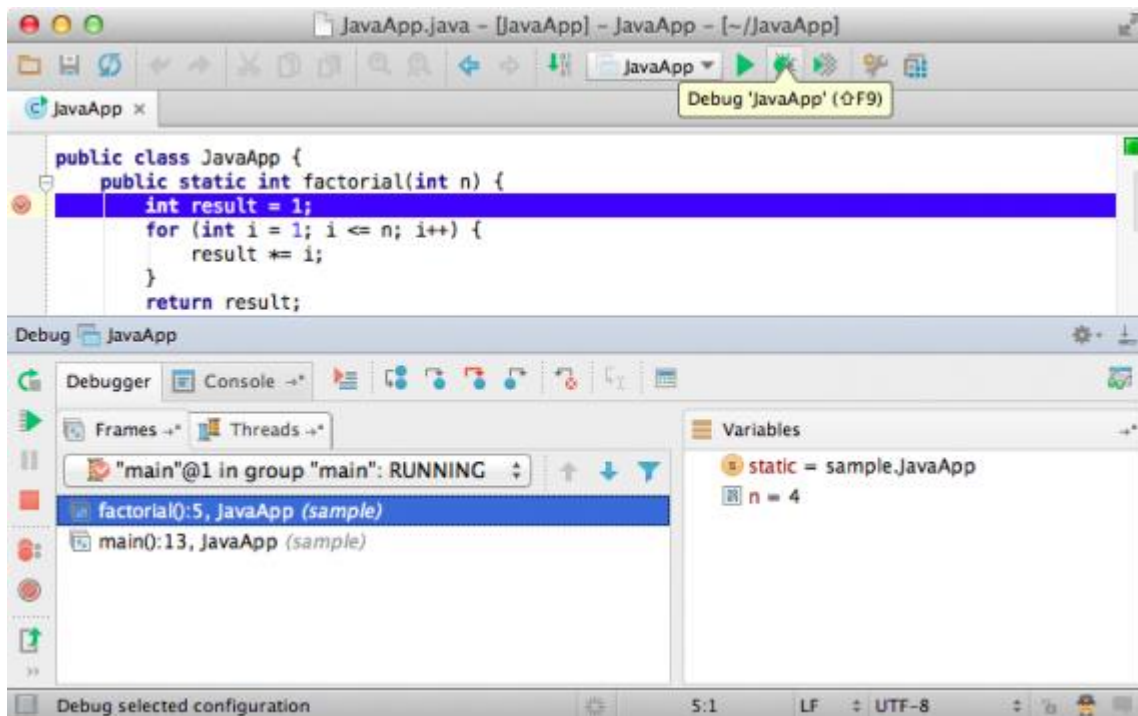 JavaApp.java – [JavaApp] – JavaApp – [~/JavaApp]
JavaApp
Debug 'JavaApp' (⇧F9)
JavaApp ×
public class JavaApp {
public static int factorial(int n) {
int result = 1;
for (int i = 1; i <= n; i++) {
result *= i;
}
return result;
Debug JavaApp
Debugger Console
Frames Threads
Variables
"main"@1 in group "main": RUNNING
static = sample.JavaApp
n = 4
factorial():5, JavaApp (sample)
main():13, JavaApp (sample)
Debug selected configuration 5:1 LF UTF-8